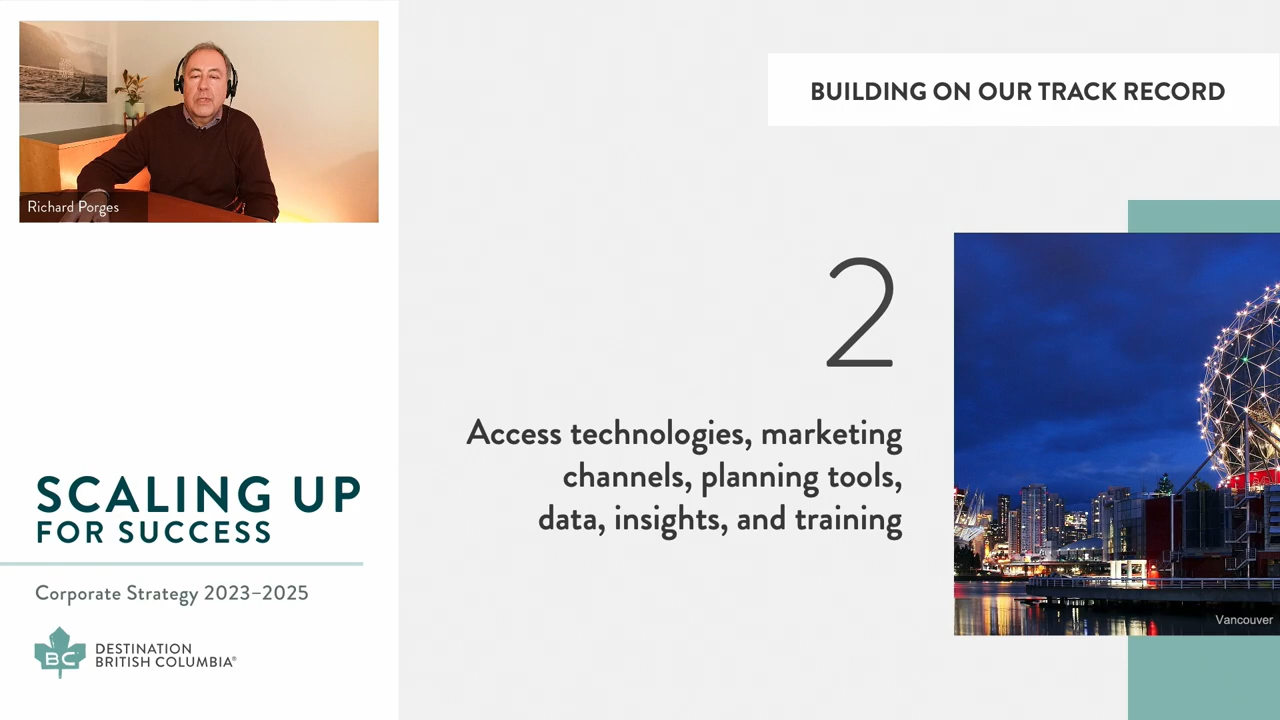 Richard Porges
SCALING UP
FOR SUCCESS
Corporate Strategy 2023–2025
BC
DESTINATION
BRITISH COLUMBIA®
BUILDING ON OUR TRACK RECORD
2
Access technologies, marketing
channels, planning tools,
data, insights, and training
Vancouver